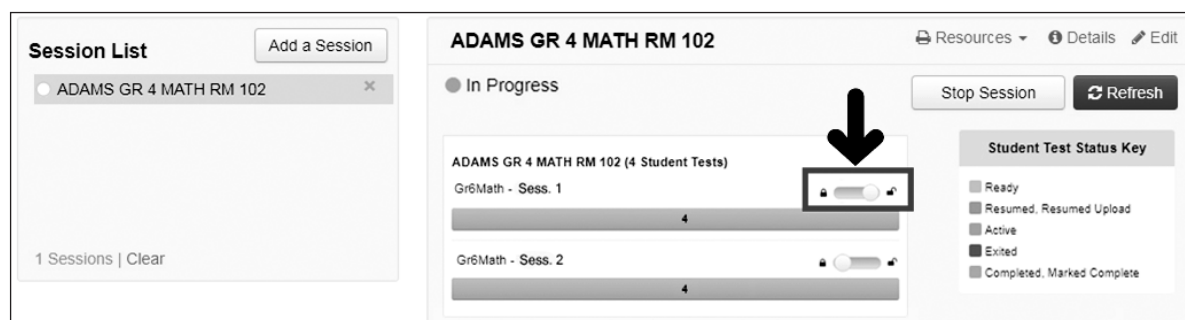 Session List
Add a Session
ADAMS GR 4 MATH RM 102
1 Sessions | Clear
ADAMS GR 4 MATH RM 102
Resources
Details
Edit
In Progress
Stop Session
Refresh
ADAMS GR 4 MATH RM 102 (4 Student Tests)
Gr6Math - Sess. 1
4
Gr6Math - Sess. 2
4
Student Test Status Key
Ready
Resumed, Resumed Upload
Active
Exited
Completed, Marked Complete